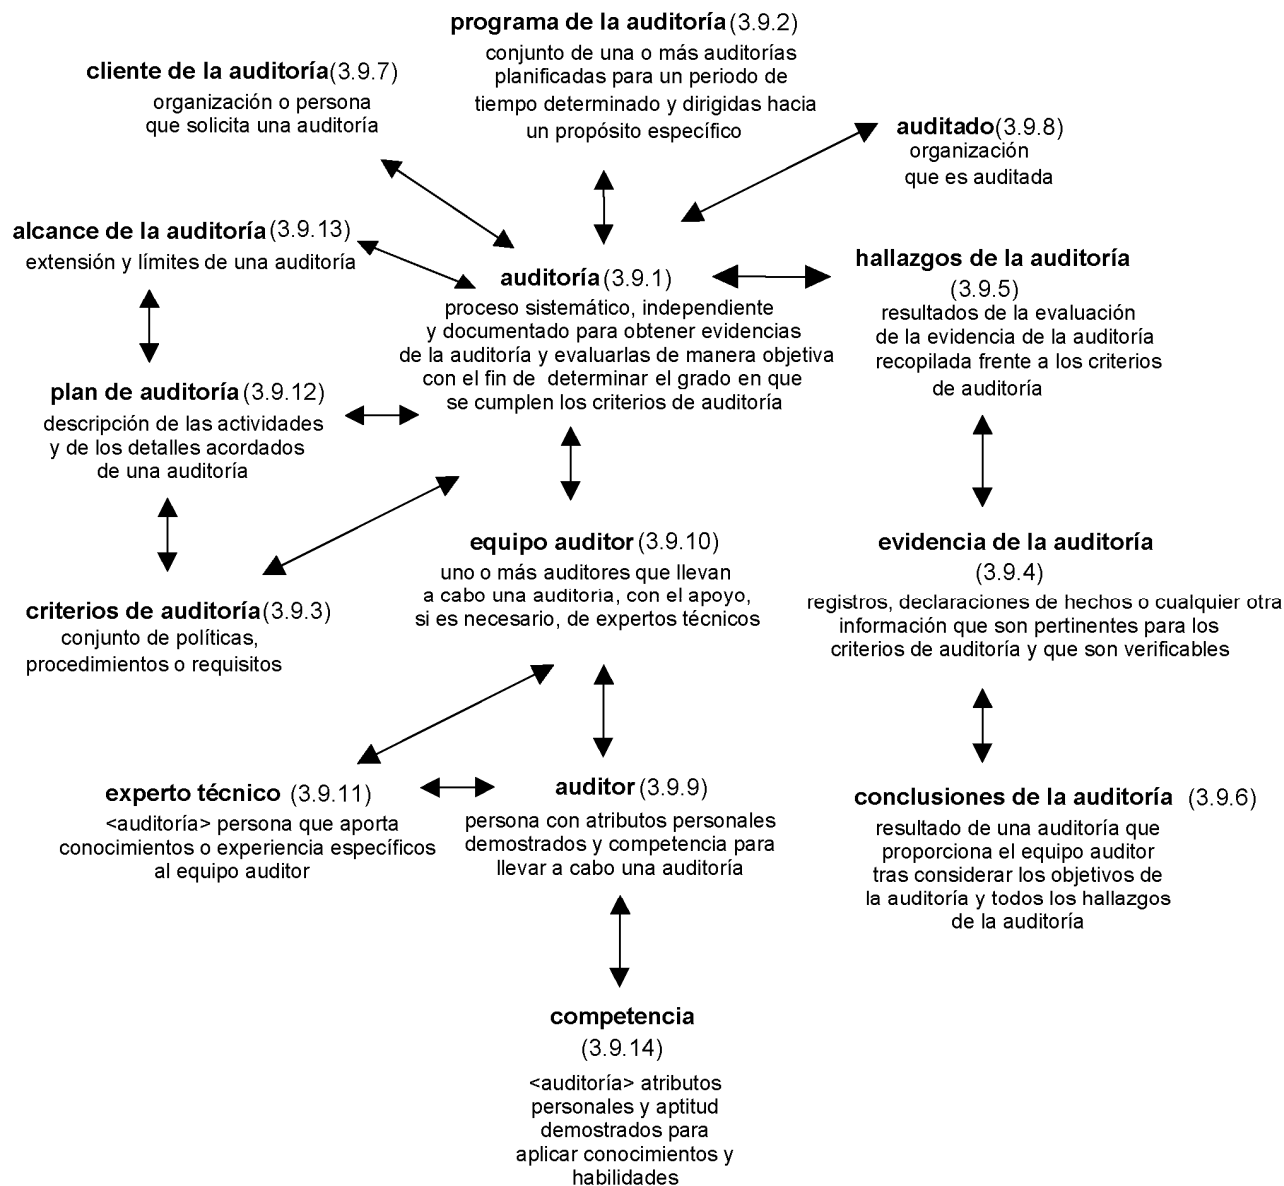 programa de la auditoría (3.9.2)
conjunto de una o más auditorías
planificadas para un periodo de
tiempo determinado y dirigidas hacia
un propósito específico
cliente de la auditoría(3.9.7)
organización o persona
que solicita una auditoría
auditado(3.9.8)
organización
que es auditada
alcance de la auditoría (3.9.13)
extensión y límites de una auditoría
auditoría (3.9.1)
proceso sistemático, independiente
y documentado para obtener evidencias
de la auditoría y evaluarlas de manera objetiva
con el fin de determinar el grado en que
se cumplen los criterios de auditoría
hallazgos de la auditoría
(3.9.5)
resultados de la evaluación
de la evidencia de la auditoría
recopilada frente a los criterios
de auditoría
plan de auditoría (3.9.12)
descripción de las actividades
y de los detalles acordados
de una auditoría
criterios de auditoría (3.9.3)
conjunto de políticas,
procedimientos o requisitos
equipo auditor (3.9.10)
uno o más auditores que llevan
a cabo una auditoria, con el apoyo,
si es necesario, de expertos técnicos
evidencia de la auditoría
(3.9.4)
registros, declaraciones de hechos o cualquier otra
información que son pertinentes para los
criterios de auditoría y que son verificables
experto técnico (3.9.11)
<auditoría> persona que aporta
conocimientos o experiencia específicos
al equipo auditor
auditor (3.9.9)
persona con atributos personales
demostrados y competencia para
llevar a cabo una auditoría
conclusiones de la auditoría (3.9.6)
resultado de una auditoría que
proporciona el equipo auditor
tras considerar los objetivos de
la auditoría y todos los hallazgos
de la auditoría
competencia
(3.9.14)
<auditoría> atributos
personales y aptitud
demostrados para
aplicar conocimientos y
habilidades